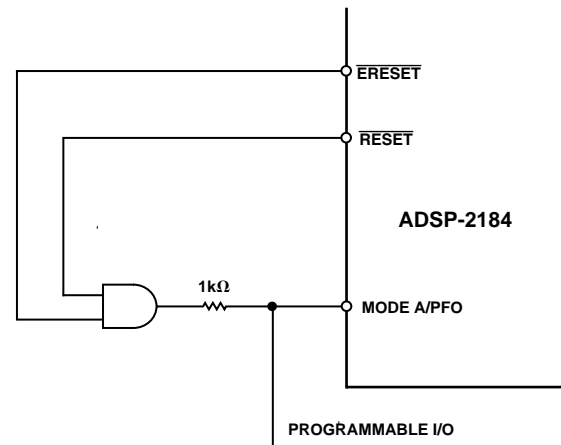 ERESET
RESET
ADSP-2184
1kΩ
MODE A/PFO
PROGRAMMABLE I/O